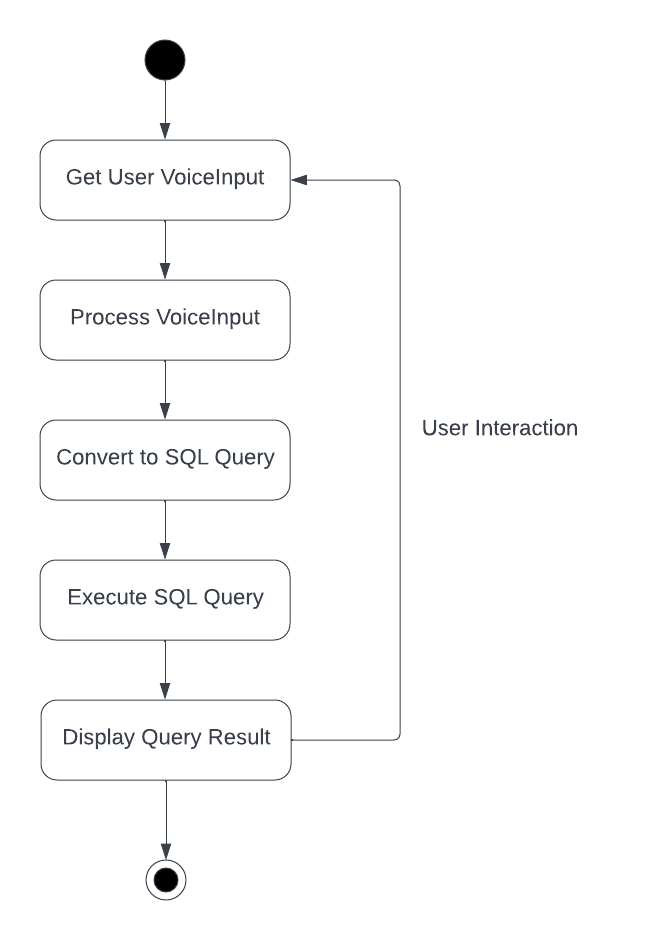 Get User VoiceInput
Process VoiceInput
Convert to SQL Query
User Interaction
Execute SQL Query
Display Query Result